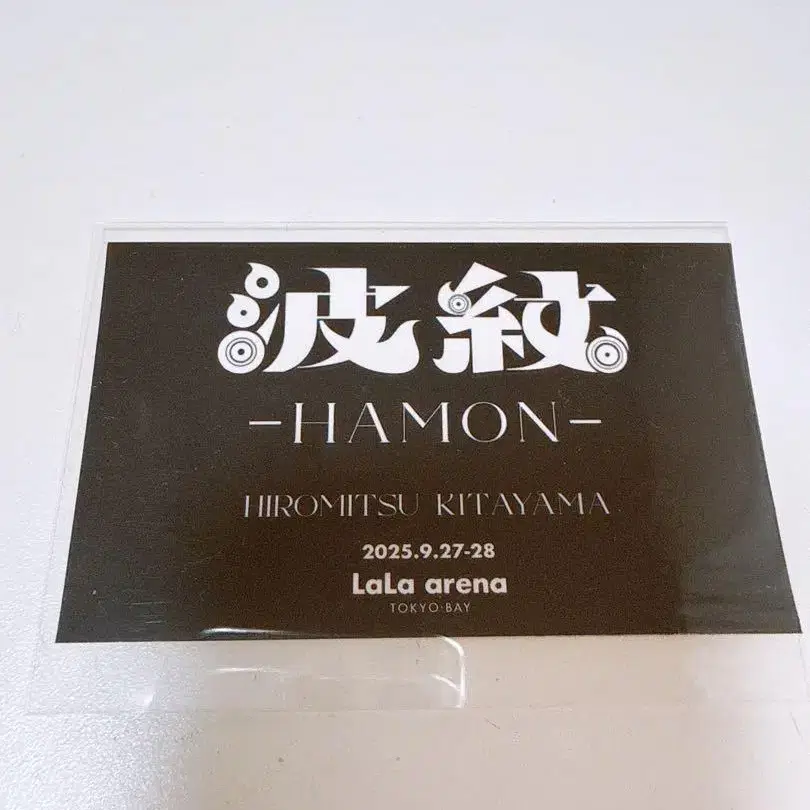 波紋
-HAMON-
HIROMITSU KITAYAMA
2025.9.27-28
LaLa arena
TOKYO-BAY